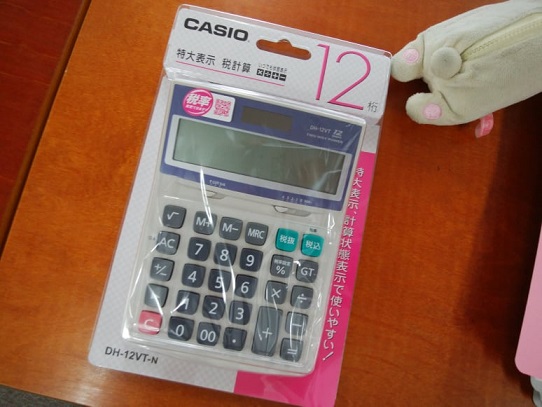 CASIO
特大表示 税計算
12桁
税率
DH-12VT
特大表示、計算状態表示で使いやすい！
√ M+ M− MRC 税抜 税込
AC 7 8 9 % GT
+/− 4 5 6 × ÷
1 2 3 + −
C 0 00 . =
DH-12VT-N